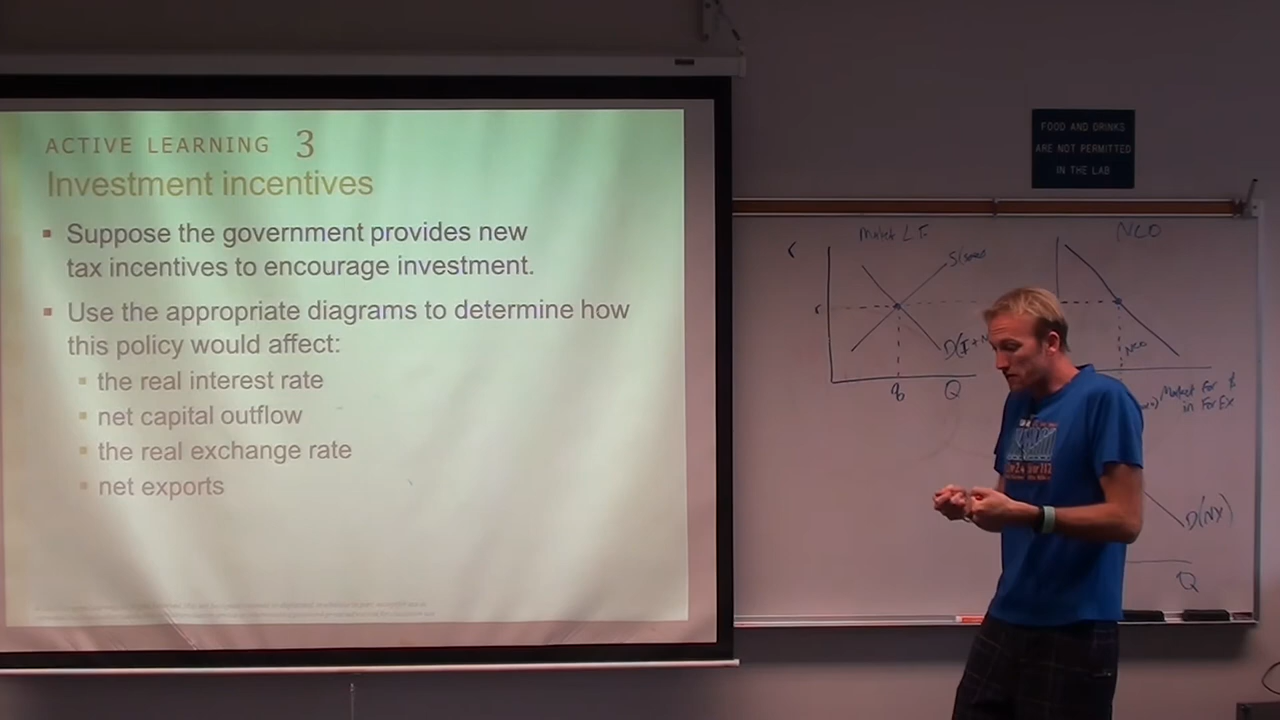 ACTIVE LEARNING 3
Investment incentives
▪ Suppose the government provides new
tax incentives to encourage investment.
▪ Use the appropriate diagrams to determine how
this policy would affect:
▪ the real interest rate
▪ net capital outflow
▪ the real exchange rate
▪ net exports
FOOD AND DRINKS
ARE NOT PERMITTED
IN THE LAB
Market LF
r
r
D(I+N
Q
NCO
NCO
Market for $
in ForEx
D(NX)
Q